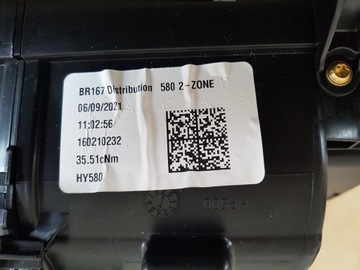 BR167 Distribution 580 2-ZONE
06/09/2021
11:02:56
160210232
35.51cNm
HY580